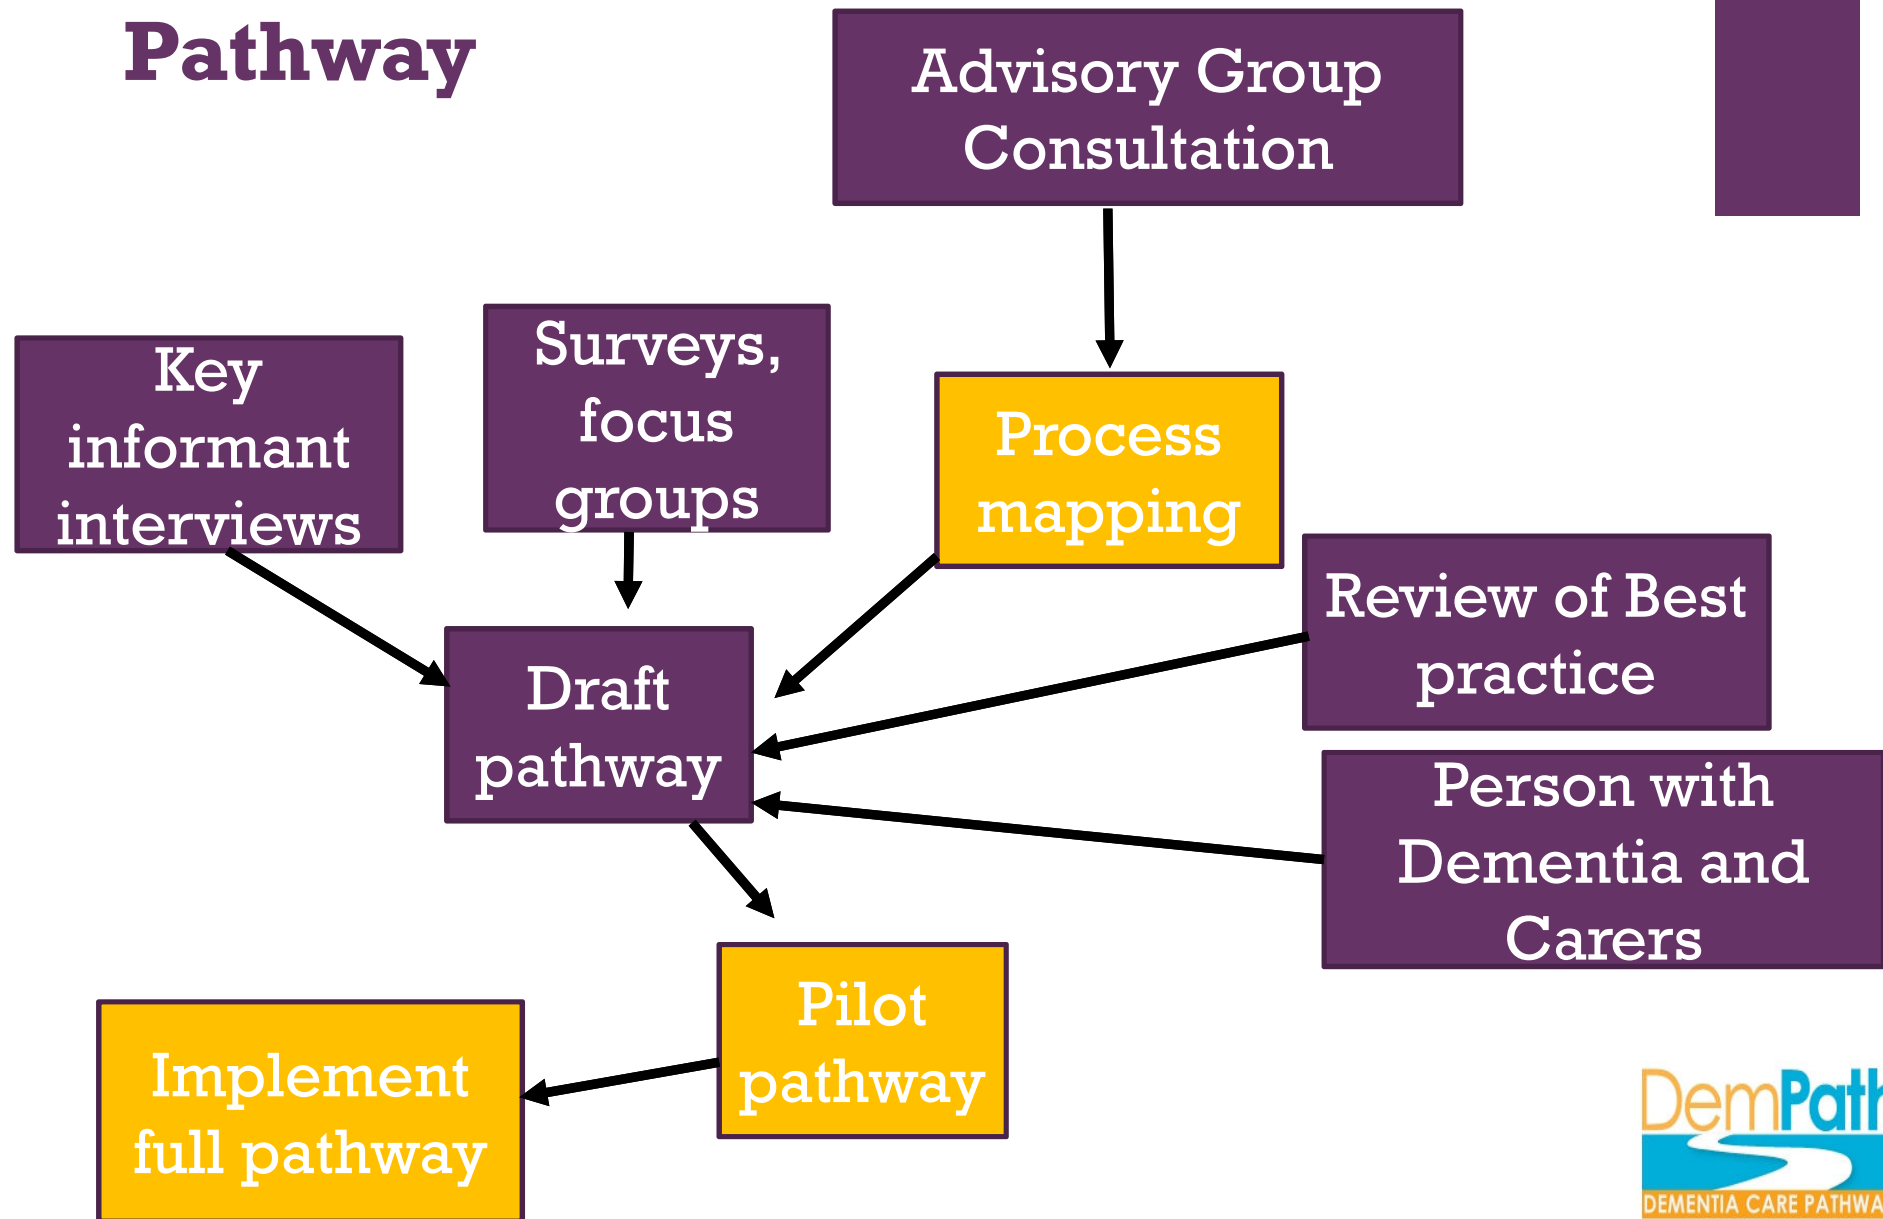 Pathway
Advisory Group
Consultation
Key
informant
interviews
Surveys,
focus
groups
Process
mapping
Review of Best
practice
Draft
pathway
Person with
Dementia and
Carers
Pilot
pathway
Implement
full pathway
DemPath
DEMENTIA CARE PATHWA